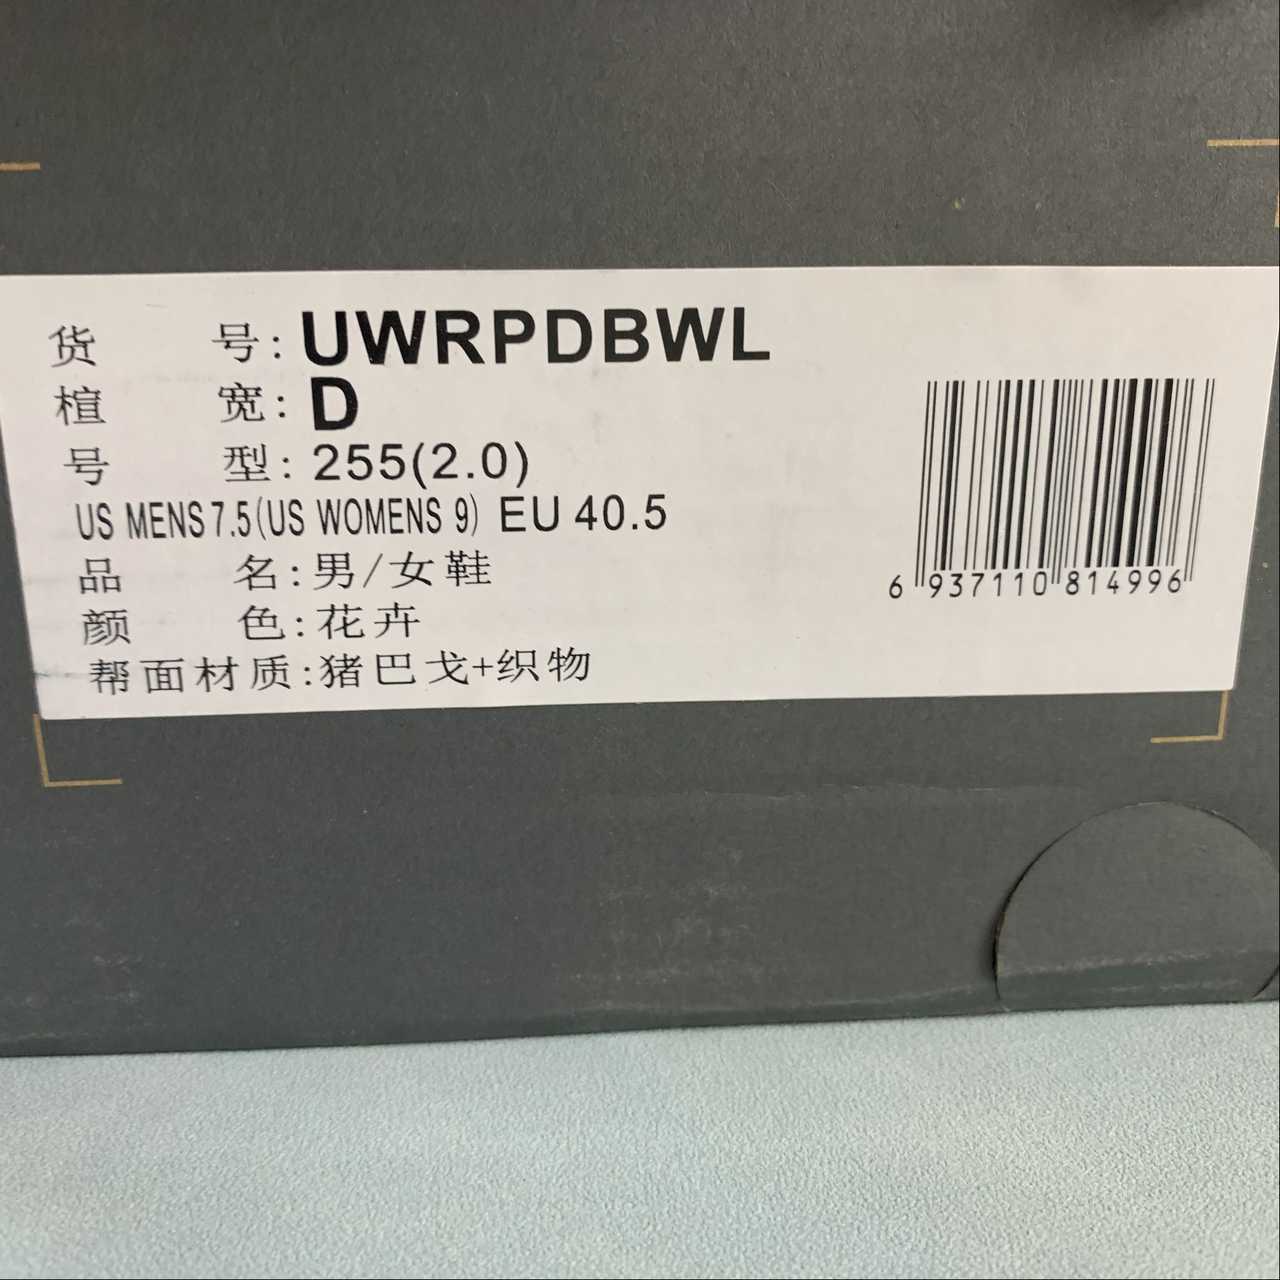 货 号: UWRPDBWL
楦 宽: D
号 型: 255(2.0)
US MENS 7.5(US WOMENS 9) EU 40.5
品 名: 男/女鞋
颜 色: 花卉
帮面材质:猪巴戈+织物
6 937110 814996